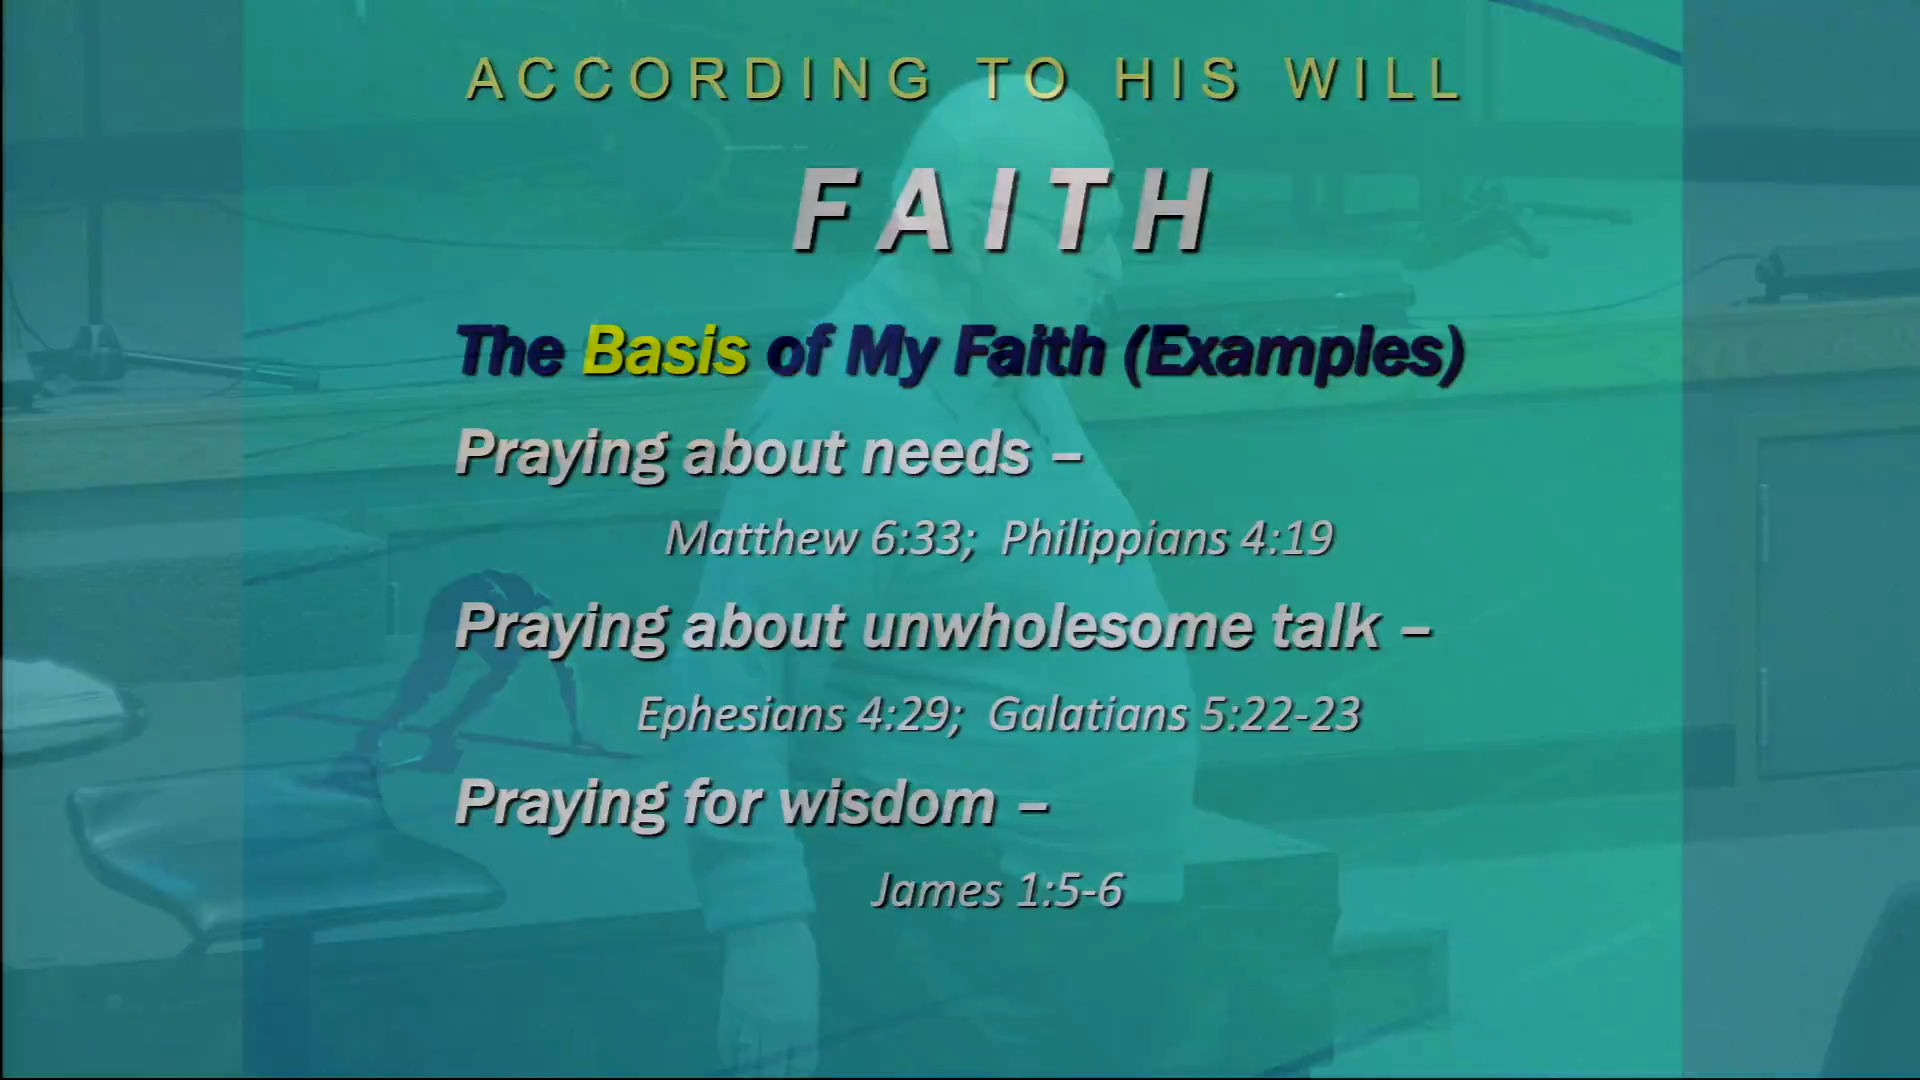 ACCORDING TO HIS WILL
FAITH
The Basis of My Faith (Examples)
Praying about needs –
Matthew 6:33; Philippians 4:19
Praying about unwholesome talk –
Ephesians 4:29; Galatians 5:22-23
Praying for wisdom –
James 1:5-6